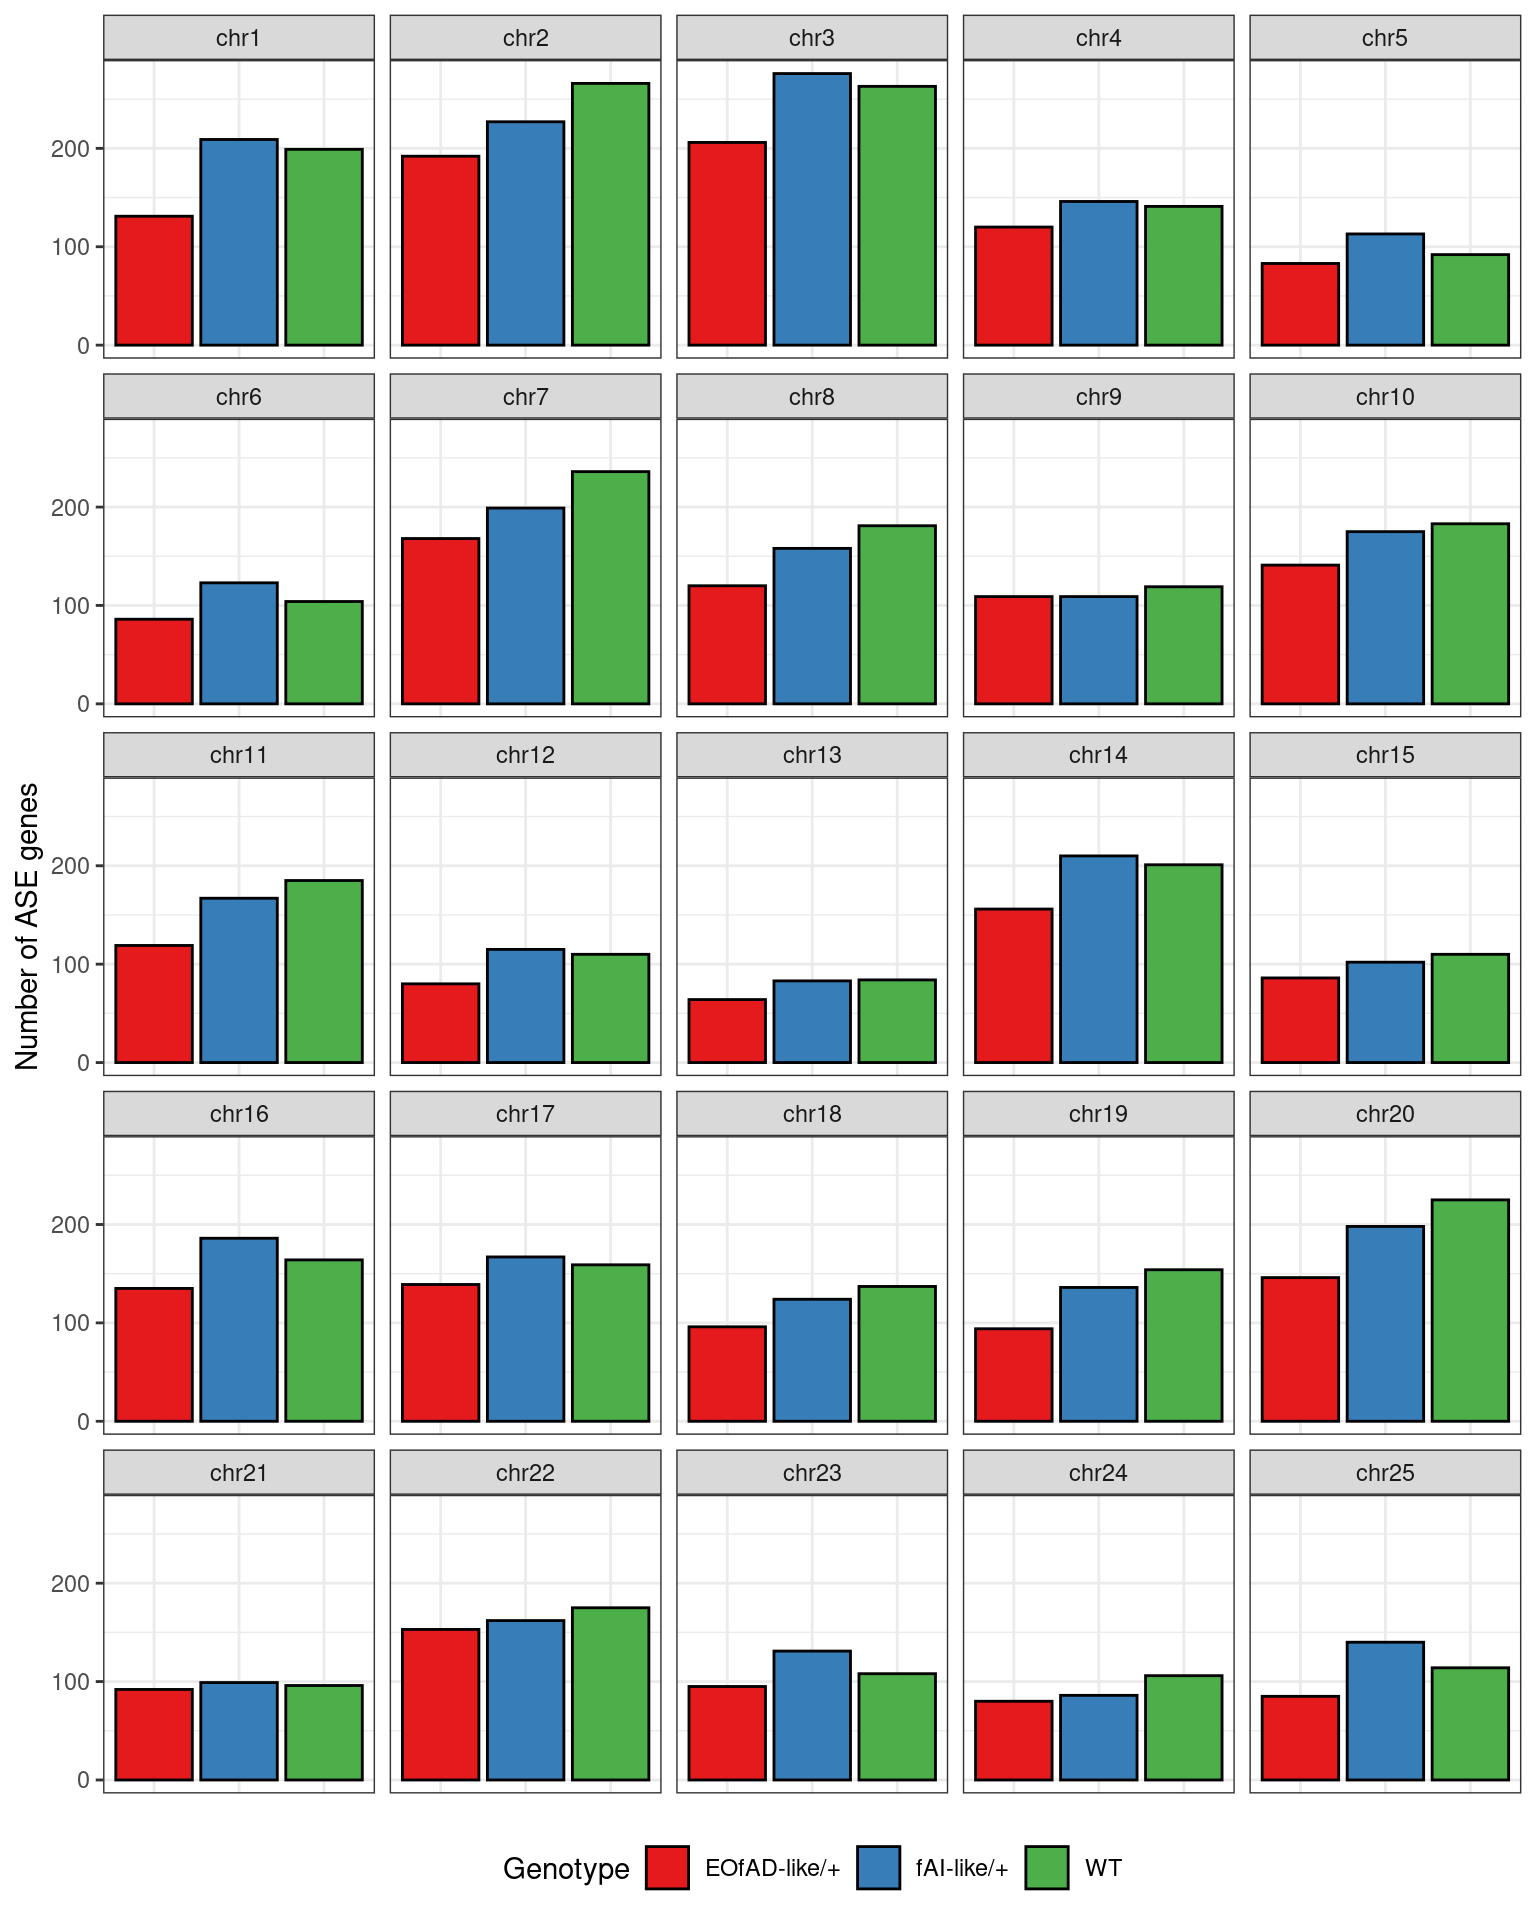 chr1 chr2 chr3 chr4 chr5
200
100
0
chr6 chr7 chr8 chr9 chr10
200
100
0
chr11 chr12 chr13 chr14 chr15
200
100
0
chr16 chr17 chr18 chr19 chr20
200
100
0
chr21 chr22 chr23 chr24 chr25
200
100
0
Number of ASE genes
Genotype EOfAD-like/+ fAI-like/+ WT